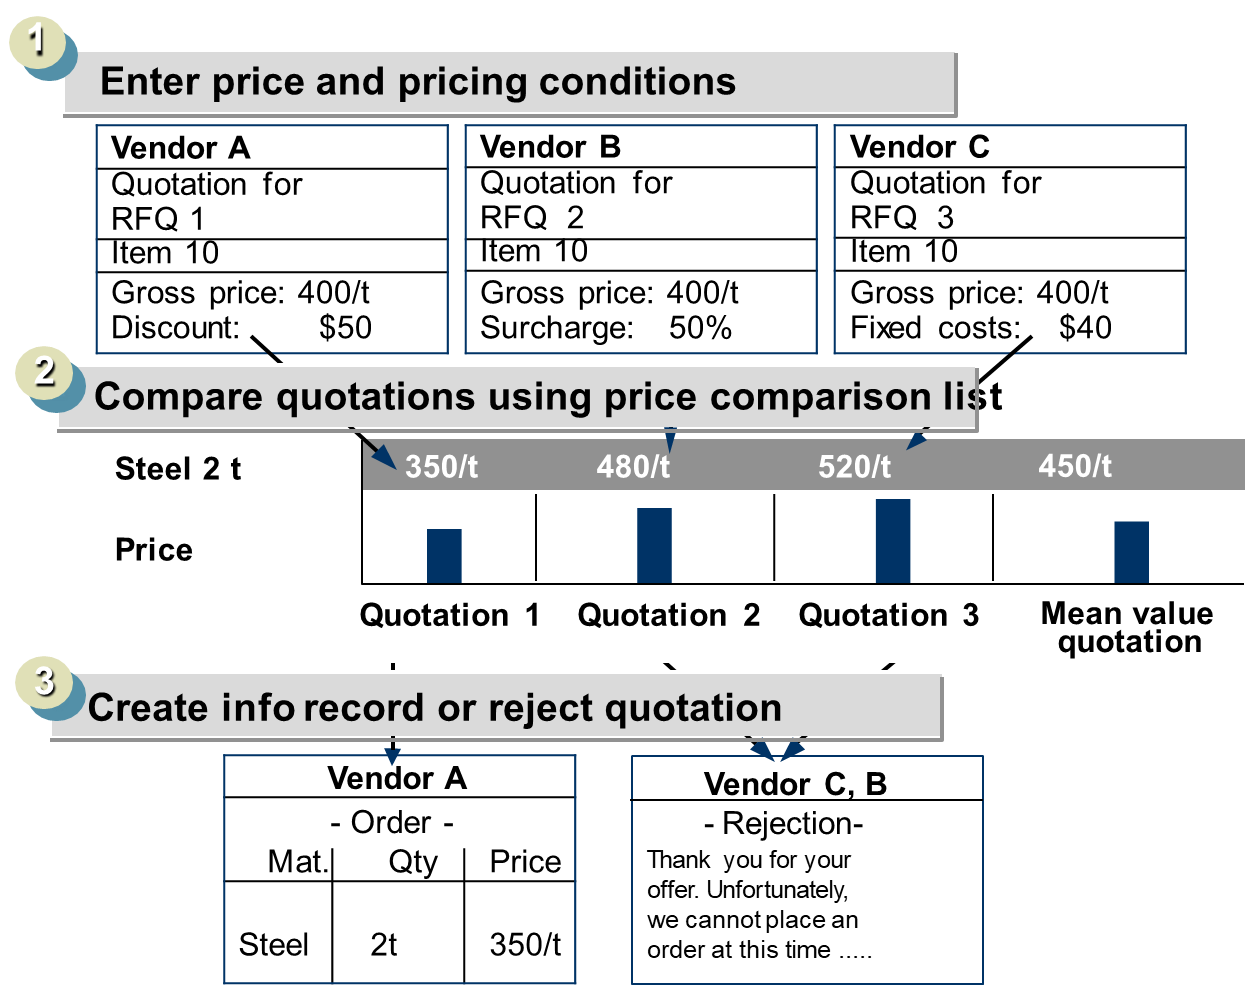 1
Enter price and pricing conditions
Vendor A
Quotation for
RFQ 1
Item 10
Gross price: 400/t
Discount: $50
Vendor B
Quotation for
RFQ 2
Item 10
Gross price: 400/t
Surcharge: 50%
Vendor C
Quotation for
RFQ 3
Item 10
Gross price: 400/t
Fixed costs: $40
2
Compare quotations using price comparison list
Steel 2 t 350/t 480/t 520/t 450/t
Price
Quotation 1 Quotation 2 Quotation 3 Mean value
quotation
3
Create info record or reject quotation
Vendor A
- Order -
Mat. Qty Price
Steel 2t 350/t
Vendor C, B
- Rejection-
Thank you for your
offer. Unfortunately,
we cannot place an
order at this time .....